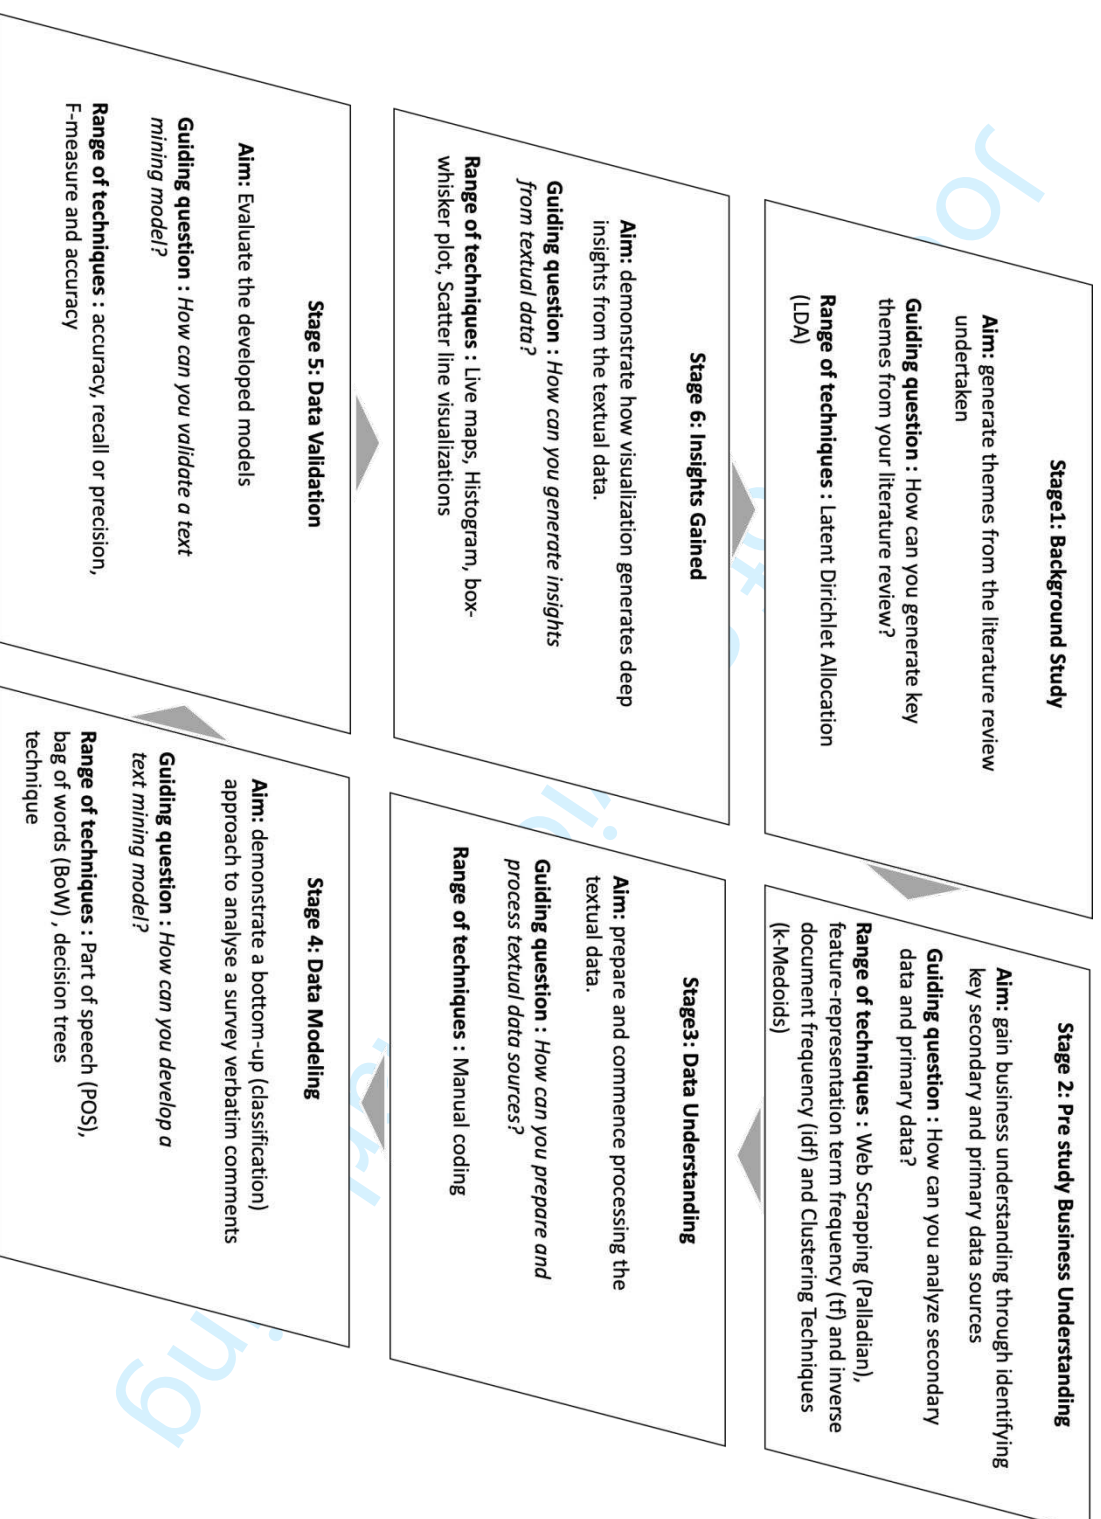 Stage1: Background Study
Aim: generate themes from the literature review
undertaken
Guiding question : How can you generate key
themes from your literature review?
Range of techniques : Latent Dirichlet Allocation
(LDA)
Stage 2: Pre study Business Understanding
Aim: gain business understanding through identifying
key secondary and primary data sources
Guiding question : How can you analyze secondary
data and primary data?
Range of techniques : Web Scrapping (Palladian),
feature-representation term frequency (tf) and inverse
document frequency (idf) and Clustering Techniques
(k-Medoids)
Stage3: Data Understanding
Aim: prepare and commence processing the
textual data.
Guiding question : How can you prepare and
process textual data sources?
Range of techniques : Manual coding
Stage 4: Data Modeling
Aim: demonstrate a bottom-up (classification)
approach to analyse a survey verbatim comments
Guiding question : How can you develop a
text mining model?
Range of techniques : Part of speech (POS),
bag of words (BoW) , decision trees
technique
Stage 5: Data Validation
Aim: Evaluate the developed models
Guiding question : How can you validate a text
mining model?
Range of techniques : accuracy, recall or precision,
F-measure and accuracy
Stage 6: Insights Gained
Aim: demonstrate how visualization generates deep
insights from the textual data.
Guiding question : How can you generate insights
from textual data?
Range of techniques : Live maps, Histogram, box-
whisker plot, Scatter line visualizations